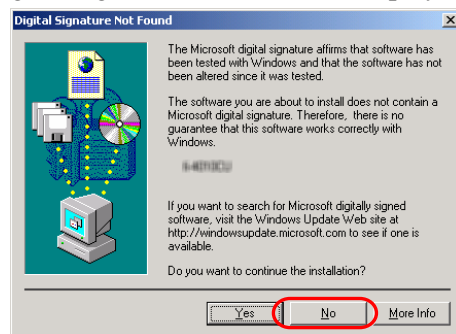 Digital Signature Not Found
The Microsoft digital signature affirms that software has
been tested with Windows and that the software has not
been altered since it was tested.
The software you are about to install does not contain a
Microsoft digital signature. Therefore, there is no
guarantee that this software works correctly with
Windows.
If you want to search for Microsoft digitally signed
software, visit the Windows Update Web site at
http://windowsupdate.microsoft.com to see if one is
available.
Do you want to continue the installation?
Yes No More Info